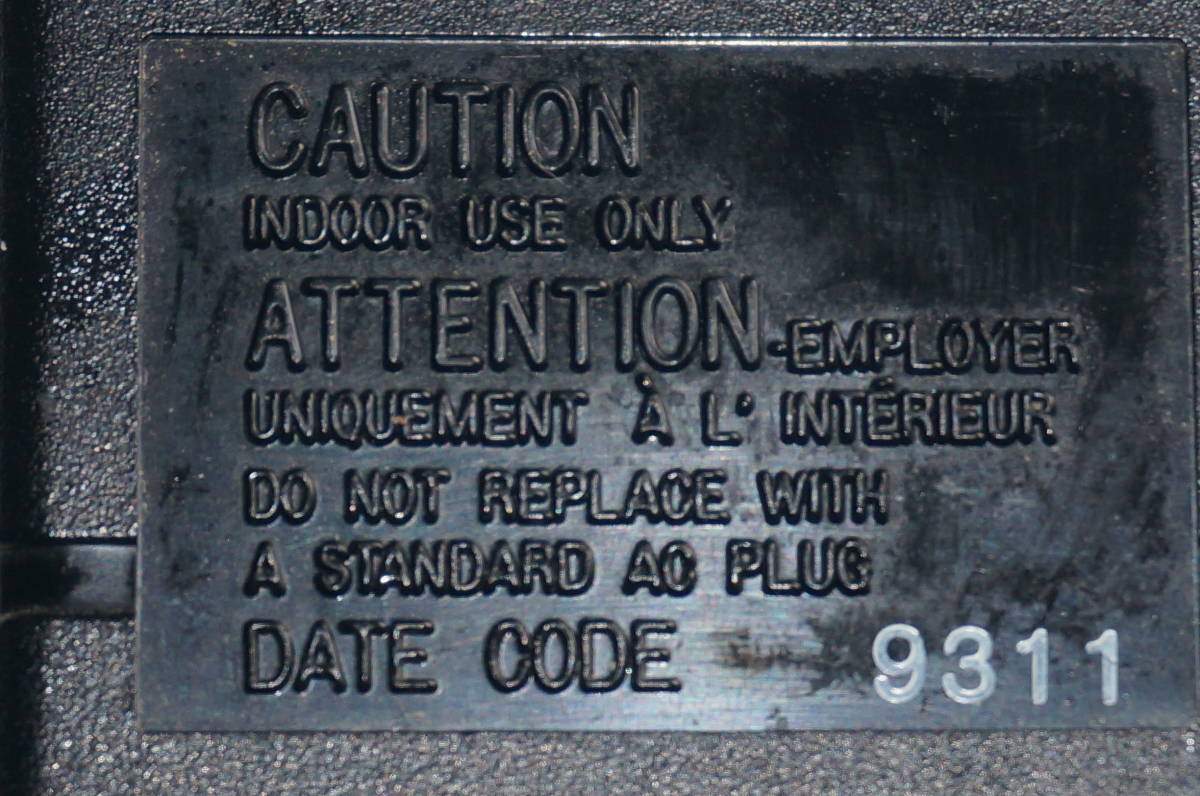 CAUTION
INDOOR USE ONLY
ATTENTION-EMPLOYER
UNIQUEMENT À L' INTÉRIEUR
DO NOT REPLACE WITH
A STANDARD AC PLUG
DATE CODE 9311